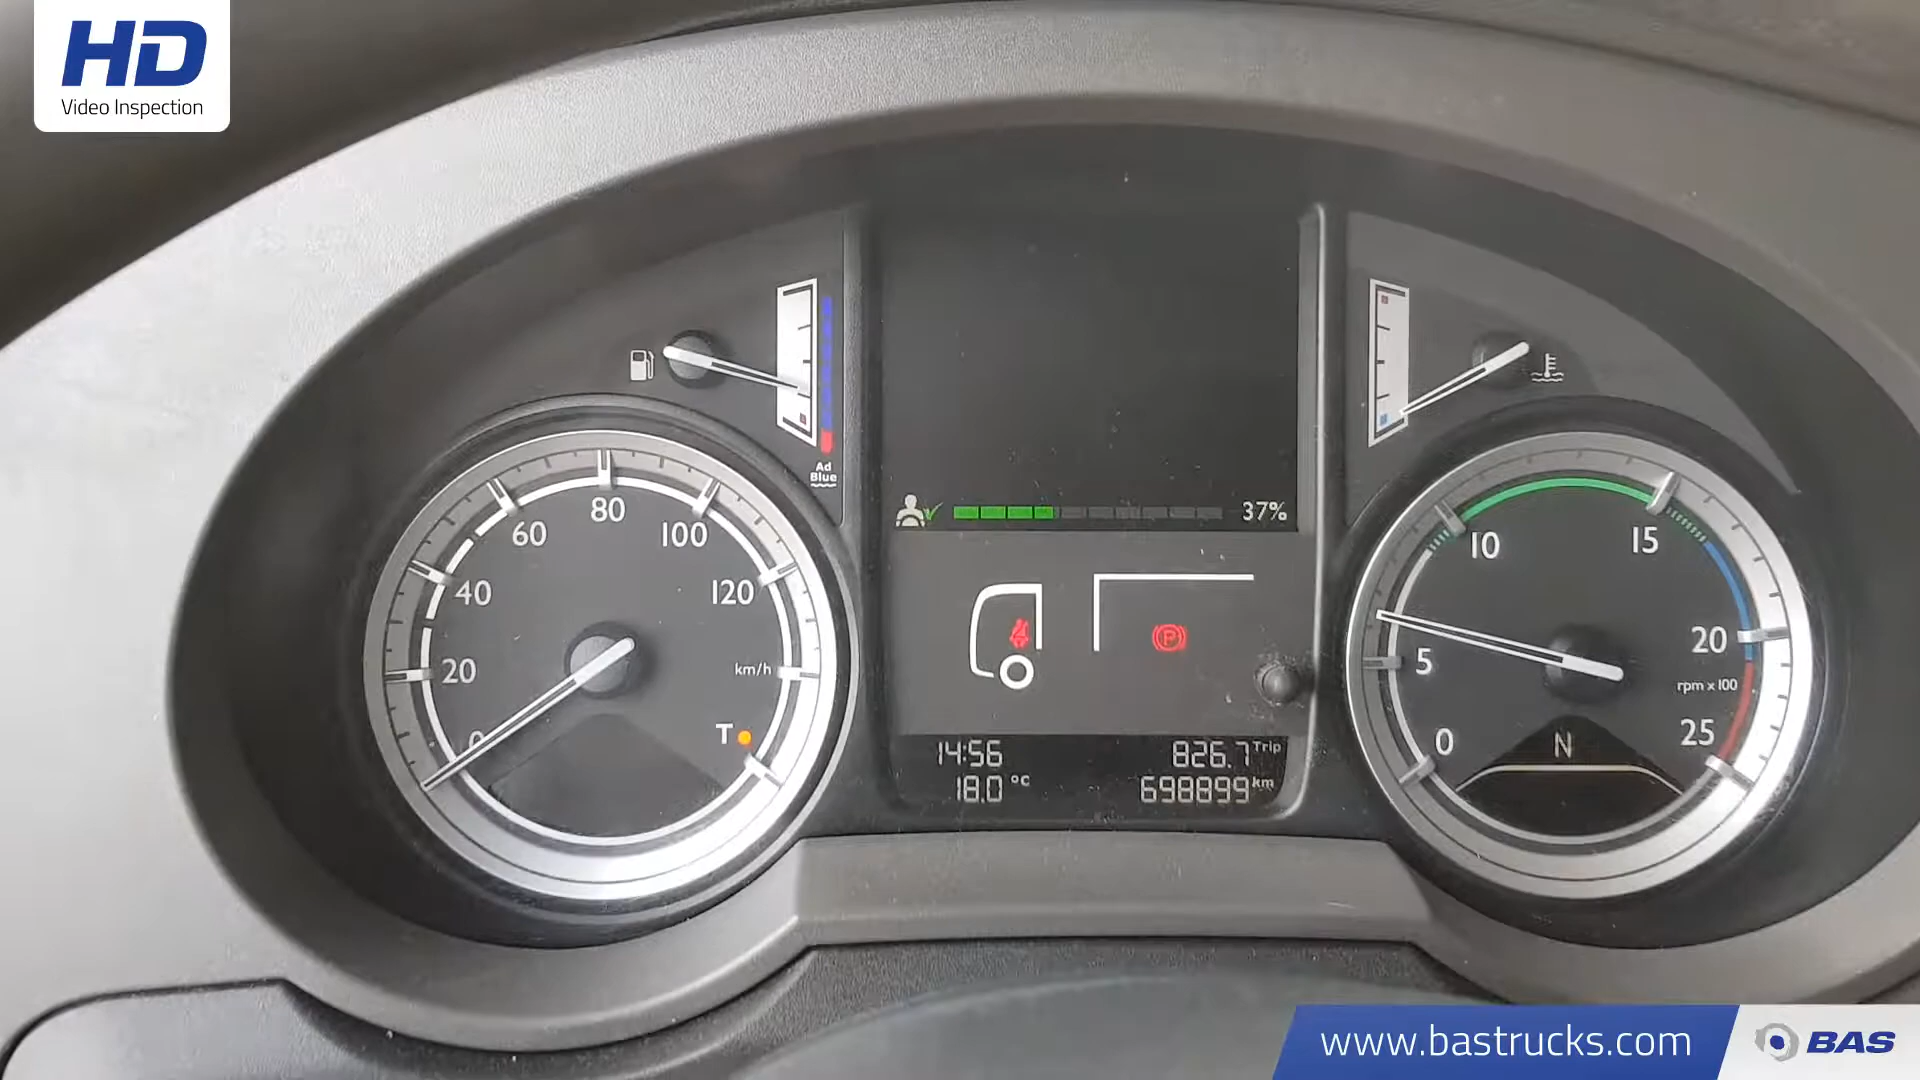 HD
Video Inspection
Ad
Blue
37%
0
20
40
60
80
100
120
km/h
T
P
0
5
10
15
20
25
rpm x 100
N
14:56
826.7 Trip
18.0 °C
698899 km
www.bastrucks.com
BAS